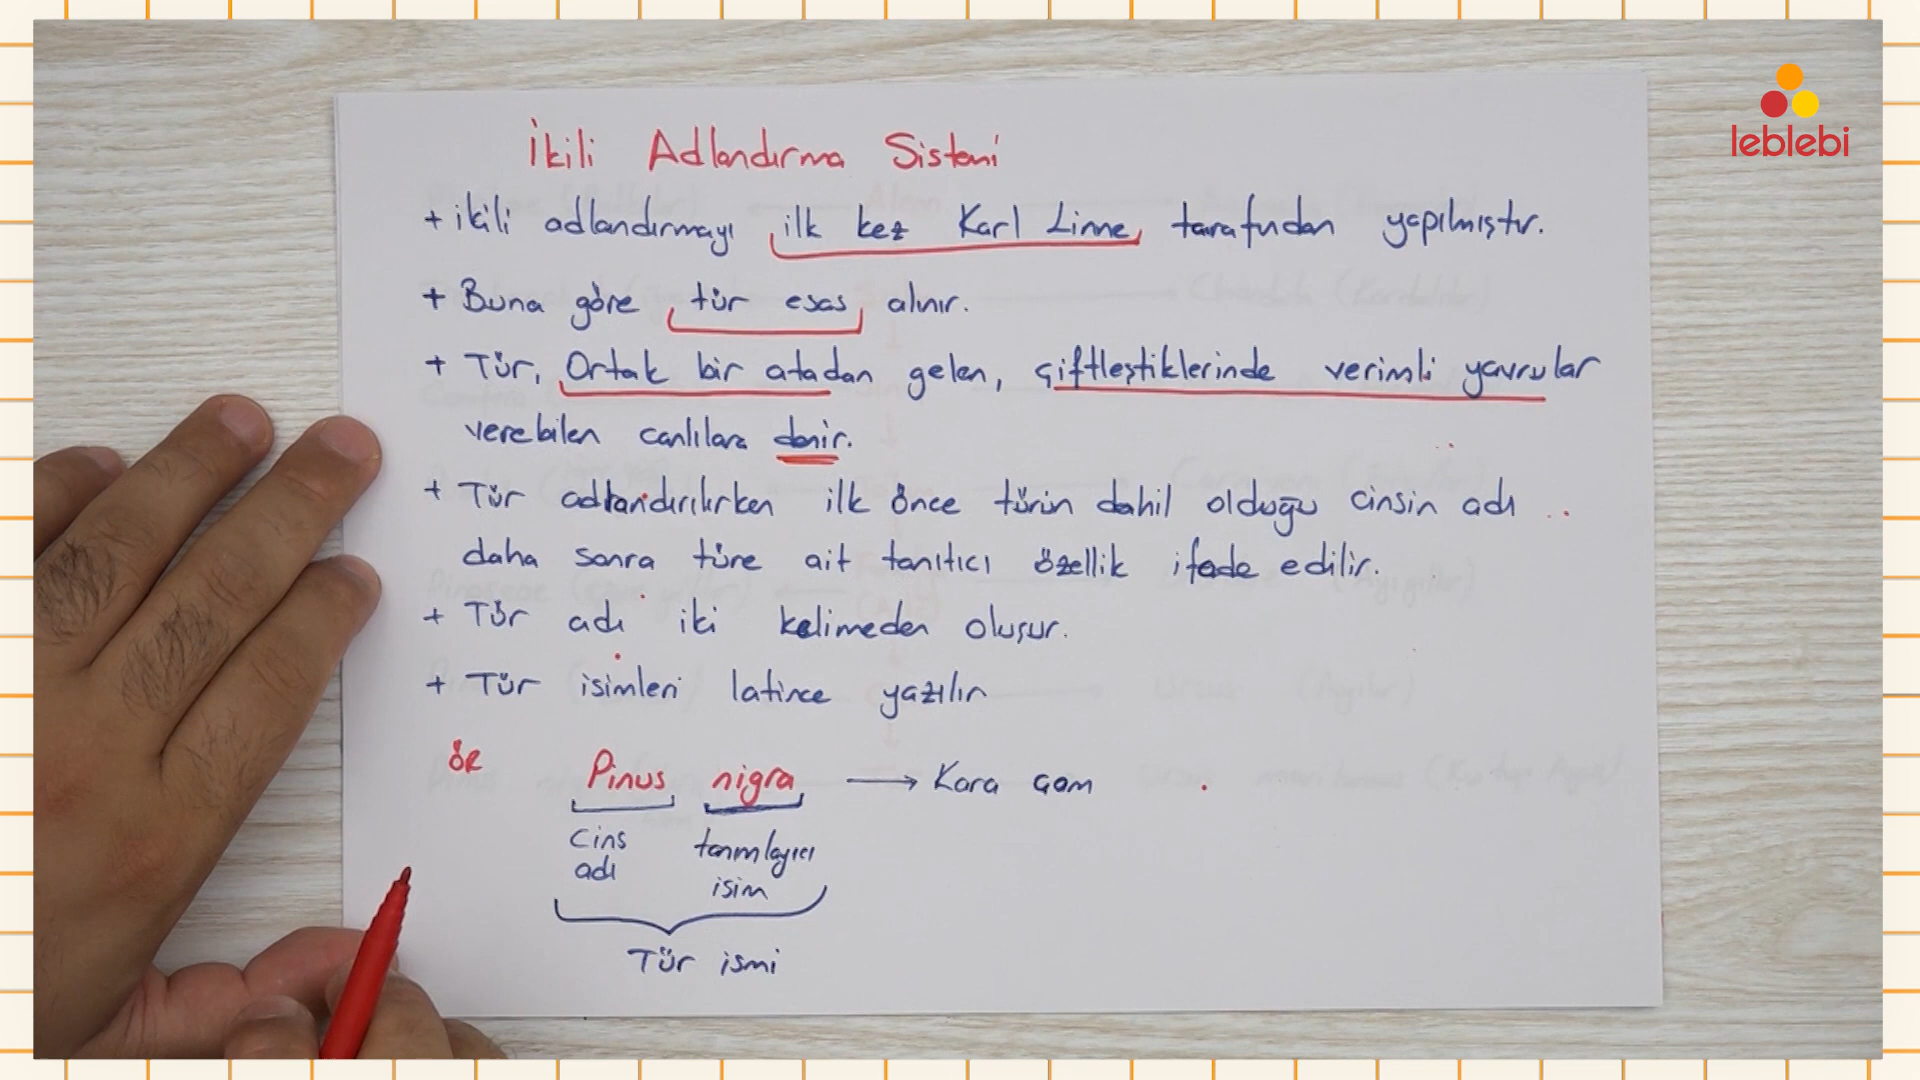 leblebi
İkili Adlandırma Sistemi
+ ikili adlandırmayı ilk kez Karl Linne tarafından yapılmıştır.
+ Buna göre tür esas alınır.
+ Tür, Ortak bir atadan gelen, çiftleştiklerinde verimli yavrular
verebilen canlılara denir.
+ Tür adlandırılırken ilk önce türün dahil olduğu cinsin adı
daha sonra türe ait tanıtıcı özellik ifade edilir.
+ Tür adı iki kelimeden oluşur.
+ Tür isimleri latince yazılır
ÖR Pinus nigra → Kara çam
Cins adı
tanımlayıcı isim
Tür ismi